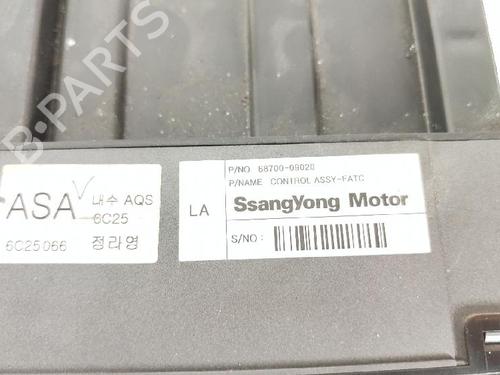 B-PARTS
ASA
내수 AQS
6C25
6C25066
정라영
LA
P/NO. 68700-09020
P/NAME CONTROL ASSY-FATC
SsangYong Motor
S/NO :